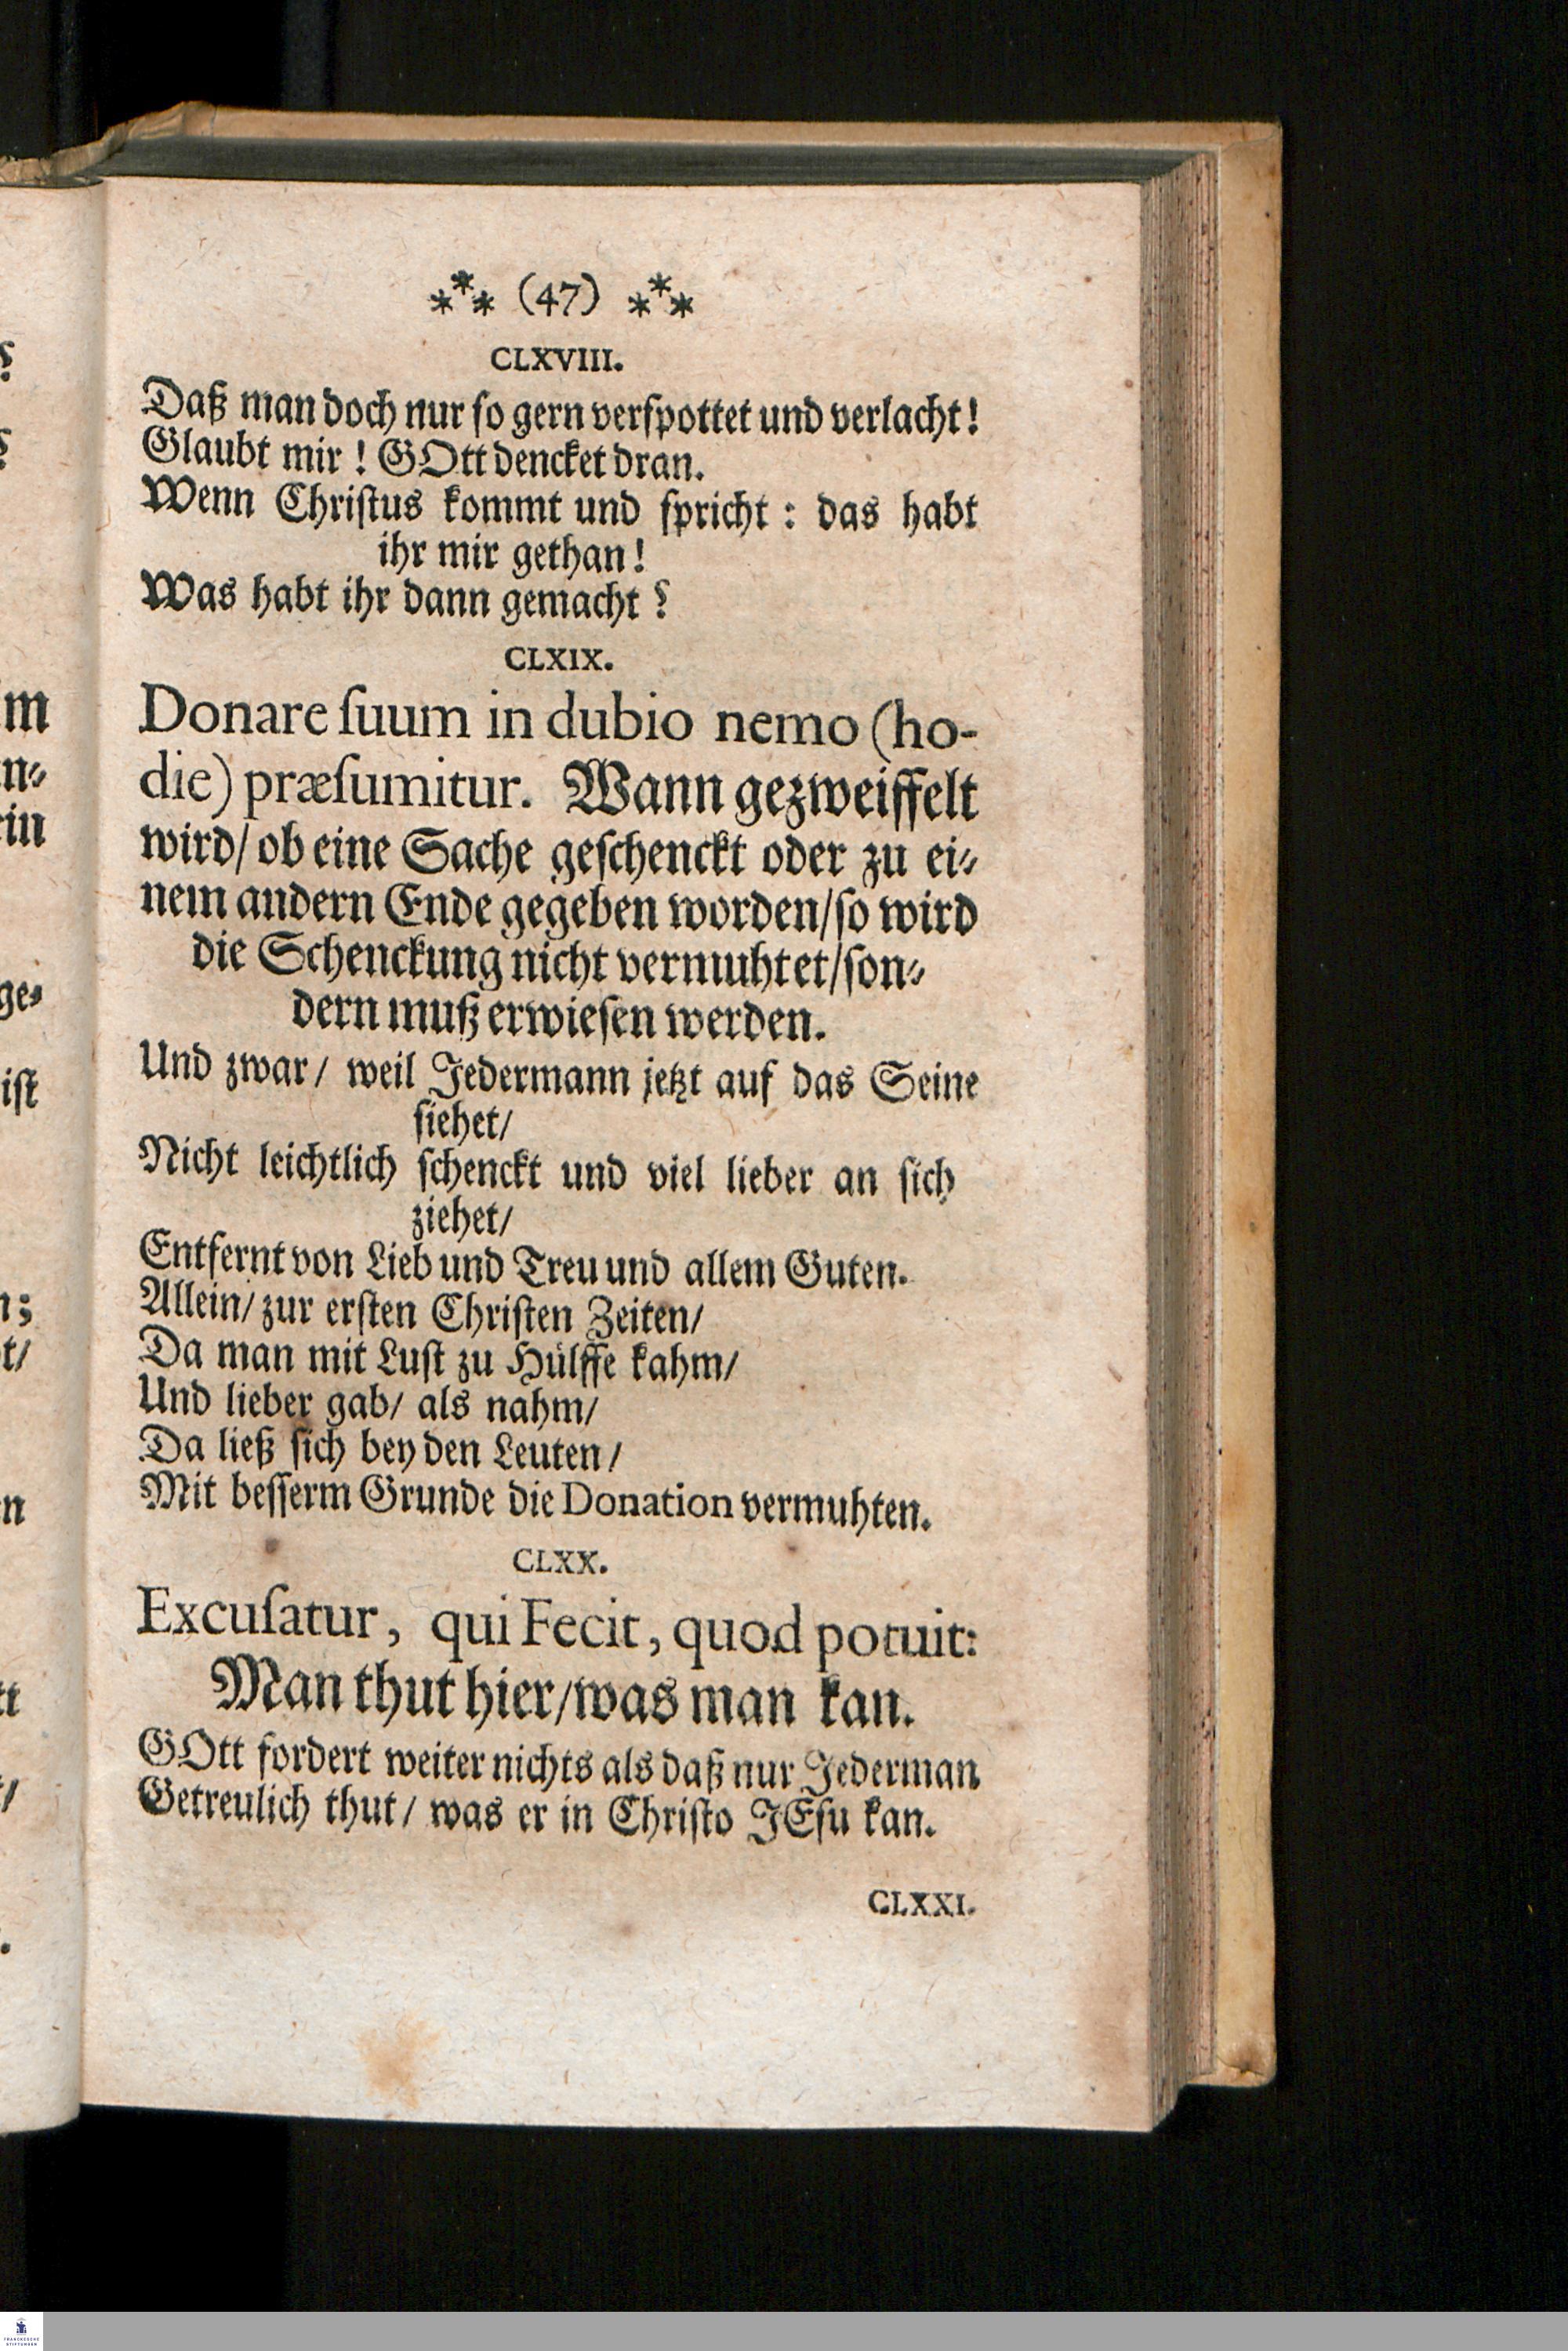 ⁂ (47) ⁂
CLXVIII.
Daß man doch nur ſo gern verſpottet und verlacht!
Glaubt mir! GOtt dencket dran.
Wenn Chriſtus kommt und ſpricht: das habt
ihr mir gethan!
Was habt ihr dann gemacht?
CLXIX.
Donare ſuum in dubio nemo (ho-
die) præſumitur. Wann gezweiffelt
wird/ ob eine Sache geſchenckt oder zu ei-
nem andern Ende gegeben worden/ ſo wird
die Schenckung nicht vermuhtet/ ſon-
dern muß erwieſen werden.
Und zwar/ weil Jedermann jetzt auf das Seine
ſiehet/
Nicht leichtlich ſchenckt und viel lieber an ſich
ziehet/
Entfernt von Lieb und Treu und allem Guten.
Allein/ zur erſten Chriſten Zeiten/
Da man mit Luſt zu Hülffe kahm/
Und lieber gab/ als nahm/
Da ließ ſich bey den Leuten/
Mit beſſerm Grunde die Donation vermuhten.
CLXX.
Excuſatur, qui Fecit, quod potuit:
Man thut hier/ was man kan.
GOtt fordert weiter nichts als daß nur Jederman
Getreulich thut/ was er in Chriſto JEſu kan.
CLXXI.
FRANCKESCHE
STIFTUNGEN